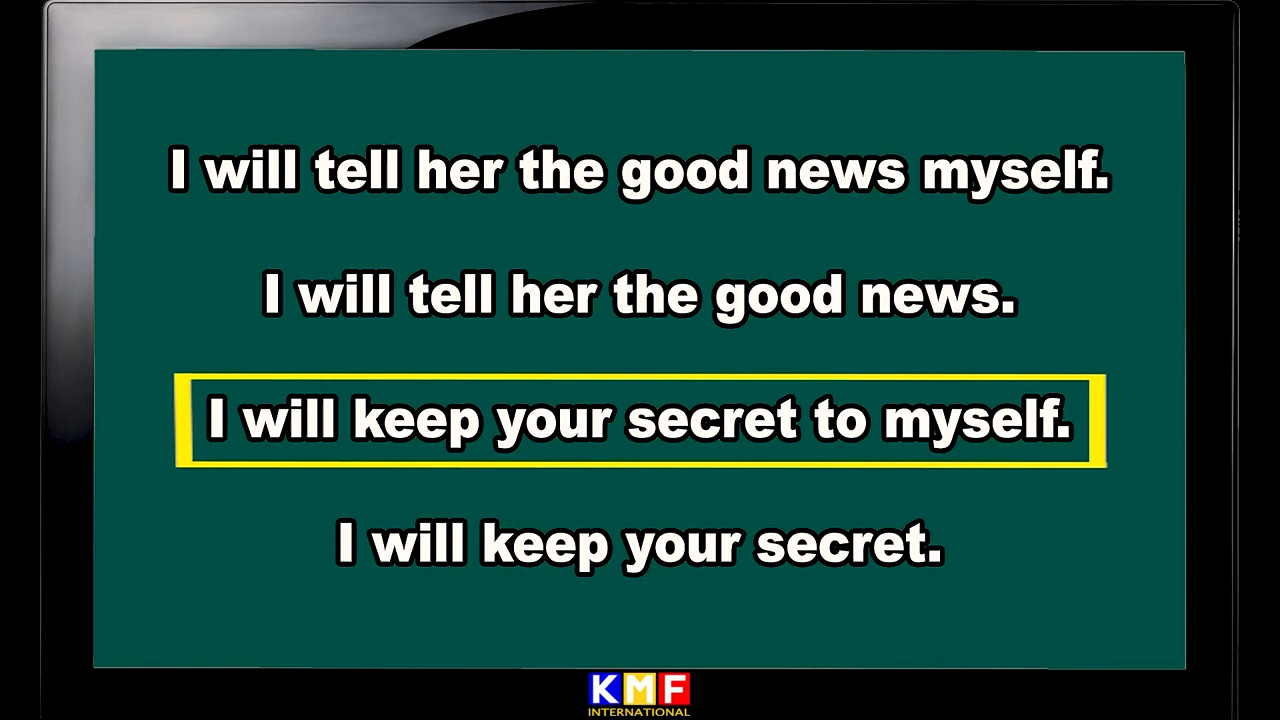 I will tell her the good news myself.
I will tell her the good news.
I will keep your secret to myself.
I will keep your secret.
KMF
INTERNATIONAL